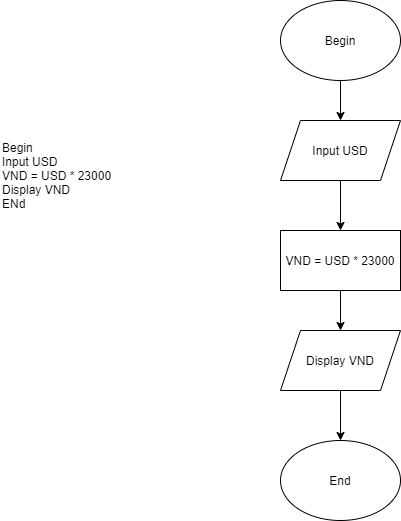 Begin
Input USD
VND = USD * 23000
Display VND
ENd
Begin
Input USD
VND = USD * 23000
Display VND
End